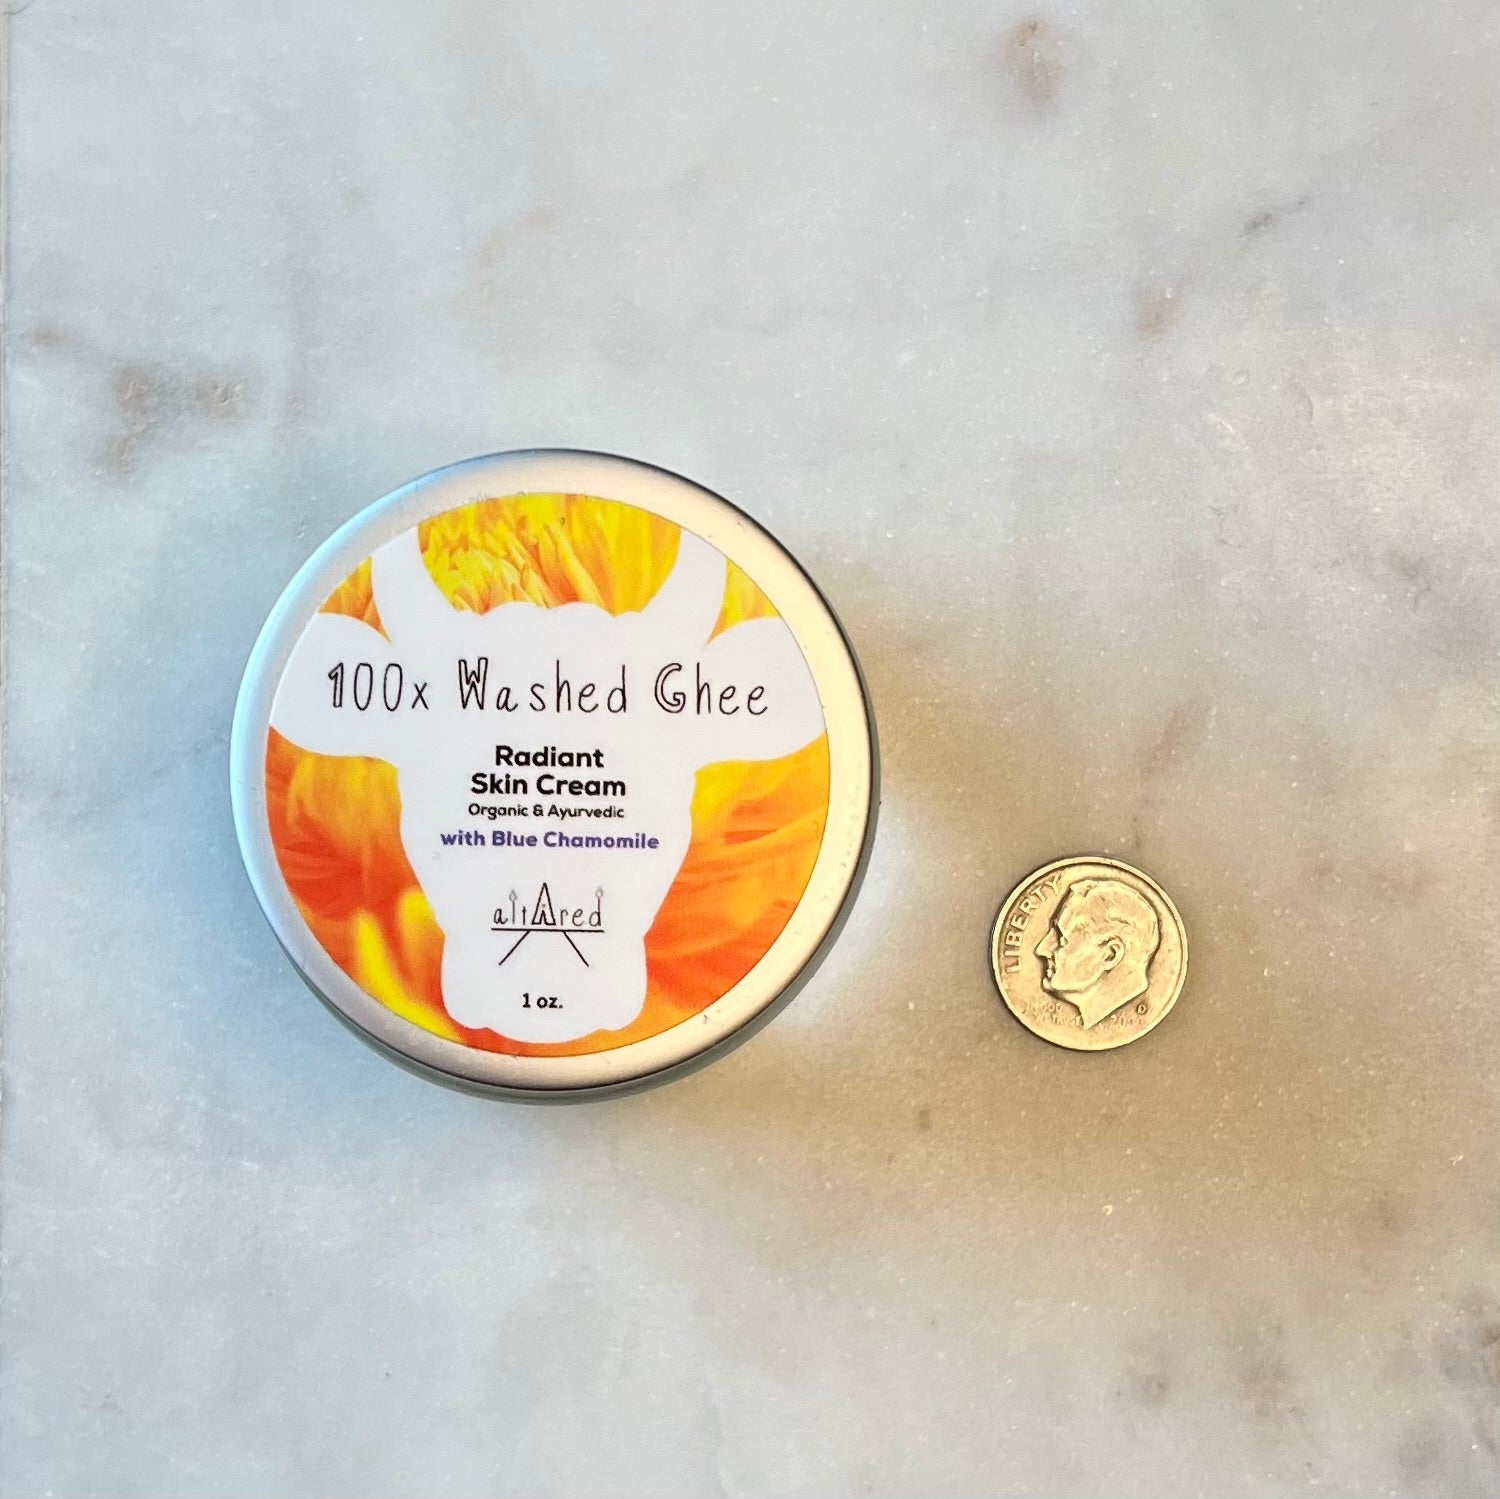 100x Washed Ghee
Radiant
Skin Cream
Organic & Ayurvedic
with Blue Chamomile
altAred
1 oz.
LIBERTY
D